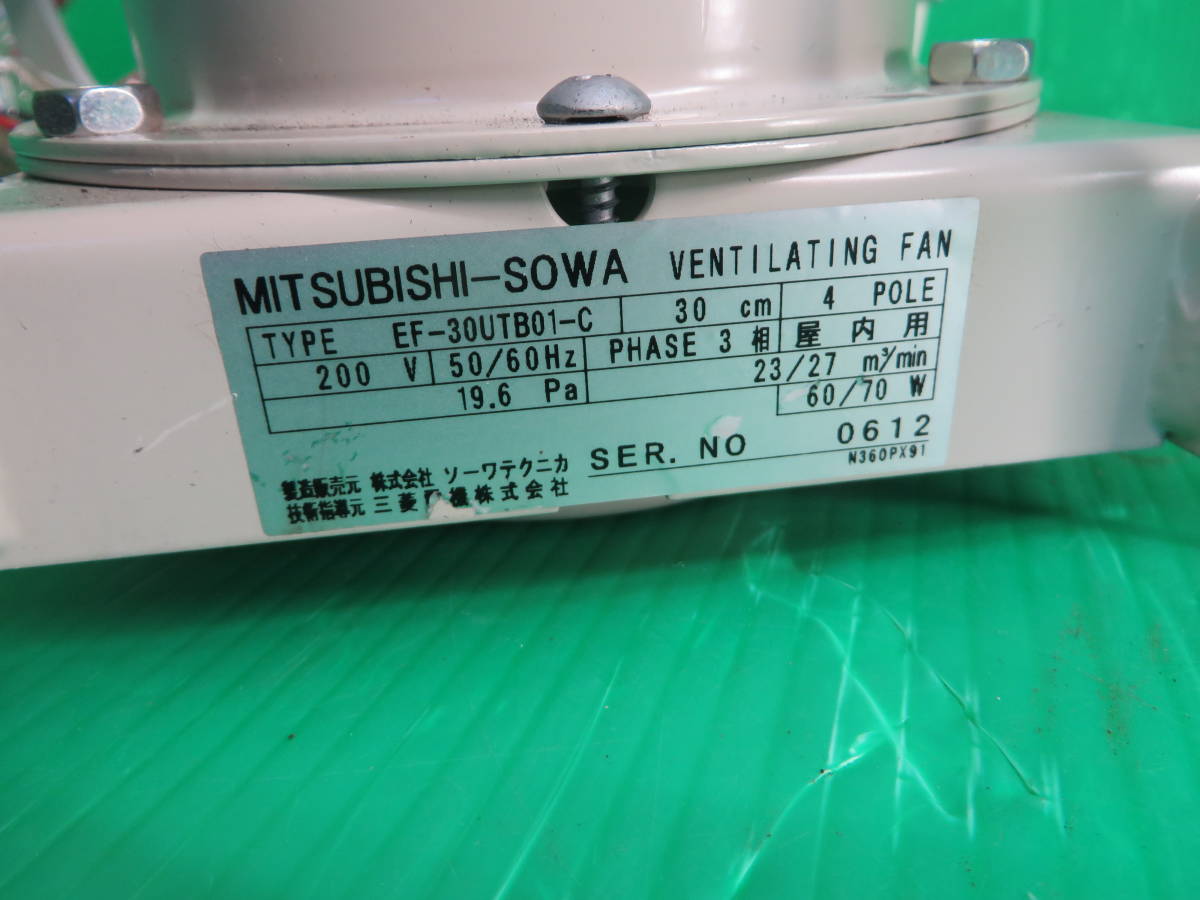 MITSUBISHI-SOWA VENTILATING FAN
TYPE EF-30UTB01-C 30 cm 4 POLE
200 V 50/60Hz PHASE 3相 屋内用
19.6 Pa 23/27 m³/min
60/70 W
SER. NO 0612
N360PX91
製造販売元 株式会社 ソーワテクニカ
技術指導元 三菱 機株式会社